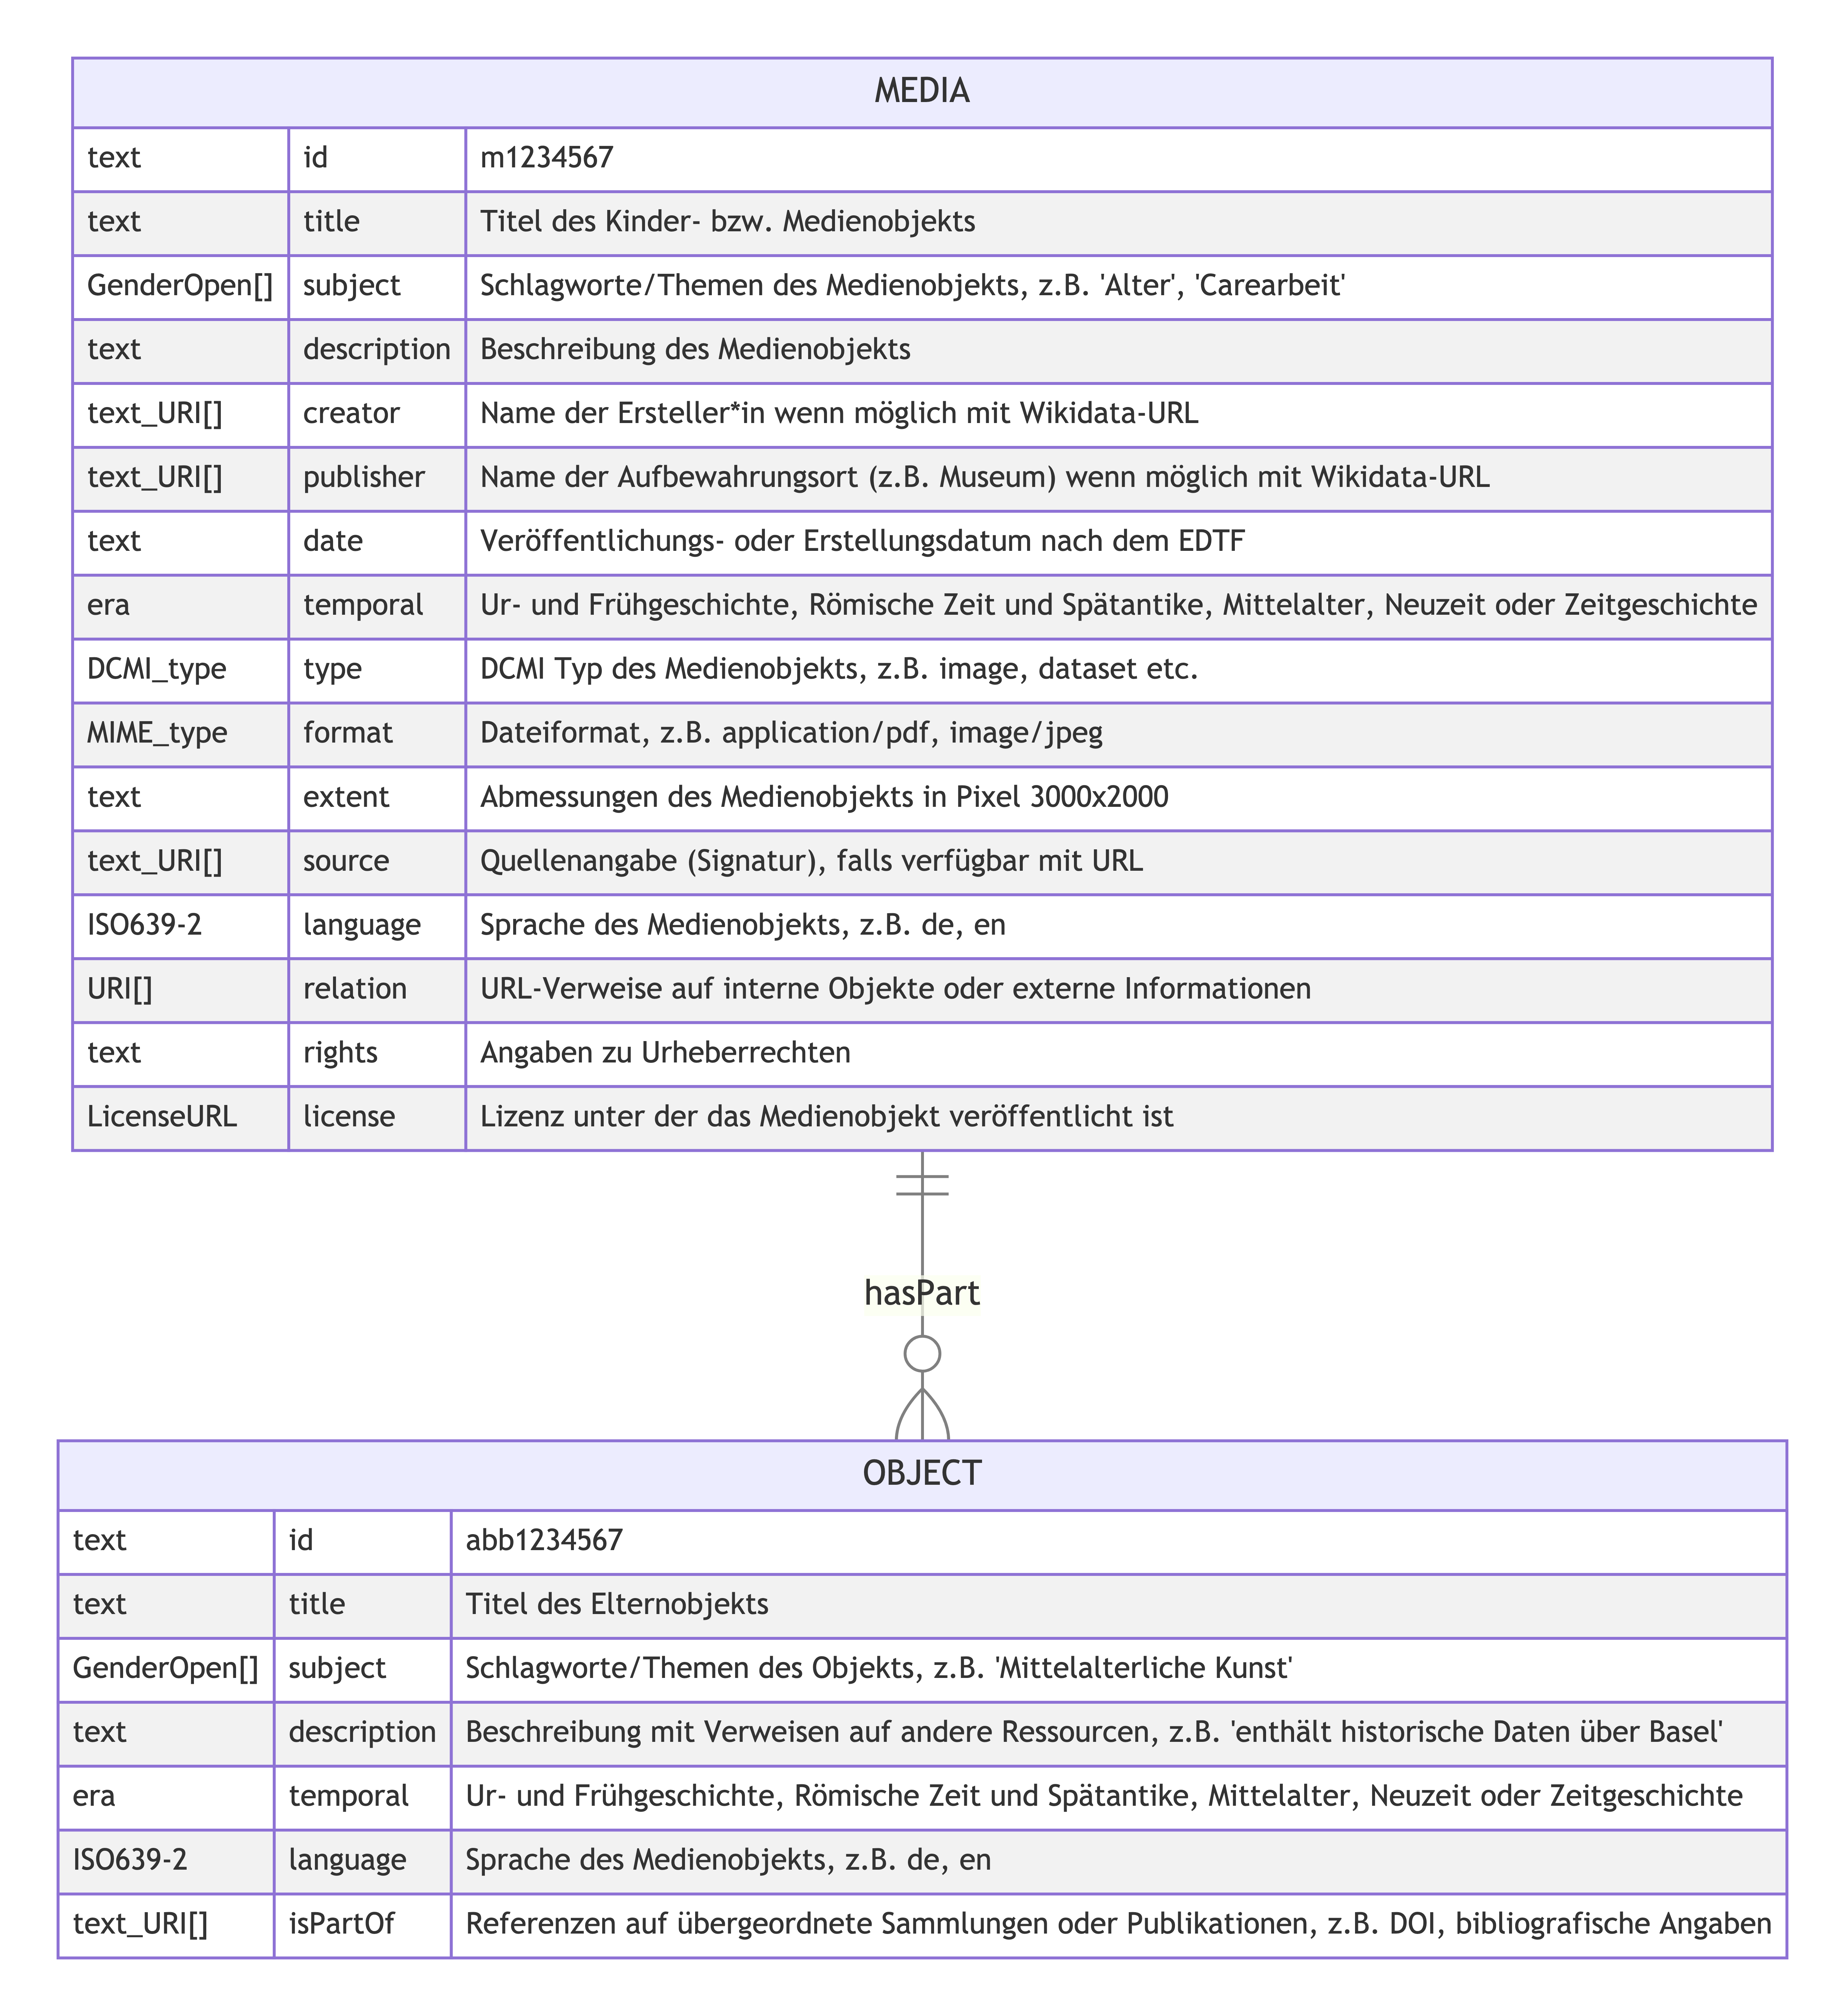 MEDIA
text id m1234567
text title Titel des Kinder- bzw. Medienobjekts
GenderOpen[] subject Schlagworte/Themen des Medienobjekts, z.B. 'Alter', 'Carearbeit'
text description Beschreibung des Medienobjekts
text_URI[] creator Name der Ersteller*in wenn möglich mit Wikidata-URL
text_URI[] publisher Name der Aufbewahrungsort (z.B. Museum) wenn möglich mit Wikidata-URL
text date Veröffentlichungs- oder Erstellungsdatum nach dem EDTF
era temporal Ur- und Frühgeschichte, Römische Zeit und Spätantike, Mittelalter, Neuzeit oder Zeitgeschichte
DCMI_type type DCMI Typ des Medienobjekts, z.B. image, dataset etc.
MIME_type format Dateiformat, z.B. application/pdf, image/jpeg
text extent Abmessungen des Medienobjekts in Pixel 3000x2000
text_URI[] source Quellenangabe (Signatur), falls verfügbar mit URL
ISO639-2 language Sprache des Medienobjekts, z.B. de, en
URI[] relation URL-Verweise auf interne Objekte oder externe Informationen
text rights Angaben zu Urheberrechten
LicenseURL license Lizenz unter der das Medienobjekt veröffentlicht ist
hasPart
OBJECT
text id abb1234567
text title Titel des Elternobjekts
GenderOpen[] subject Schlagworte/Themen des Objekts, z.B. 'Mittelalterliche Kunst'
text description Beschreibung mit Verweisen auf andere Ressourcen, z.B. 'enthält historische Daten über Basel'
era temporal Ur- und Frühgeschichte, Römische Zeit und Spätantike, Mittelalter, Neuzeit oder Zeitgeschichte
ISO639-2 language Sprache des Medienobjekts, z.B. de, en
text_URI[] isPartOf Referenzen auf übergeordnete Sammlungen oder Publikationen, z.B. DOI, bibliografische Angaben